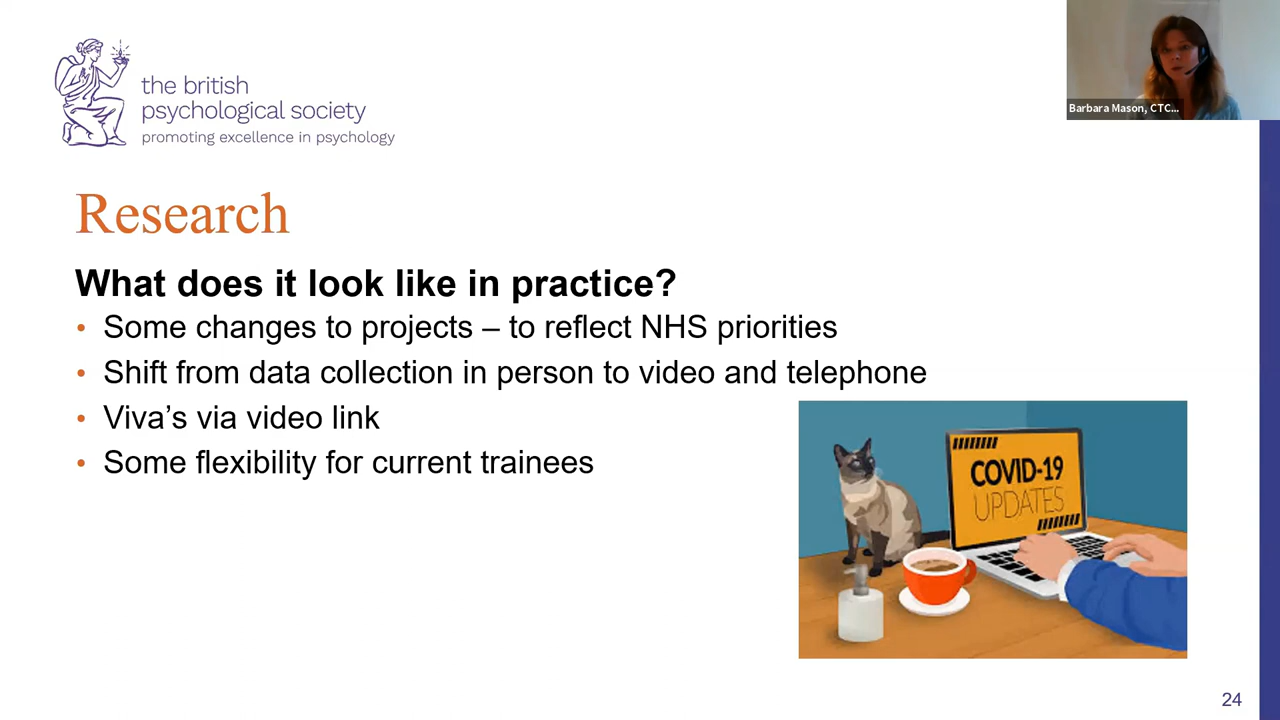 the british
psychological society
promoting excellence in psychology
Barbara Mason, CTC...
Research
What does it look like in practice?
• Some changes to projects – to reflect NHS priorities
• Shift from data collection in person to video and telephone
• Viva’s via video link
• Some flexibility for current trainees
COVID-19
UPDATES
24